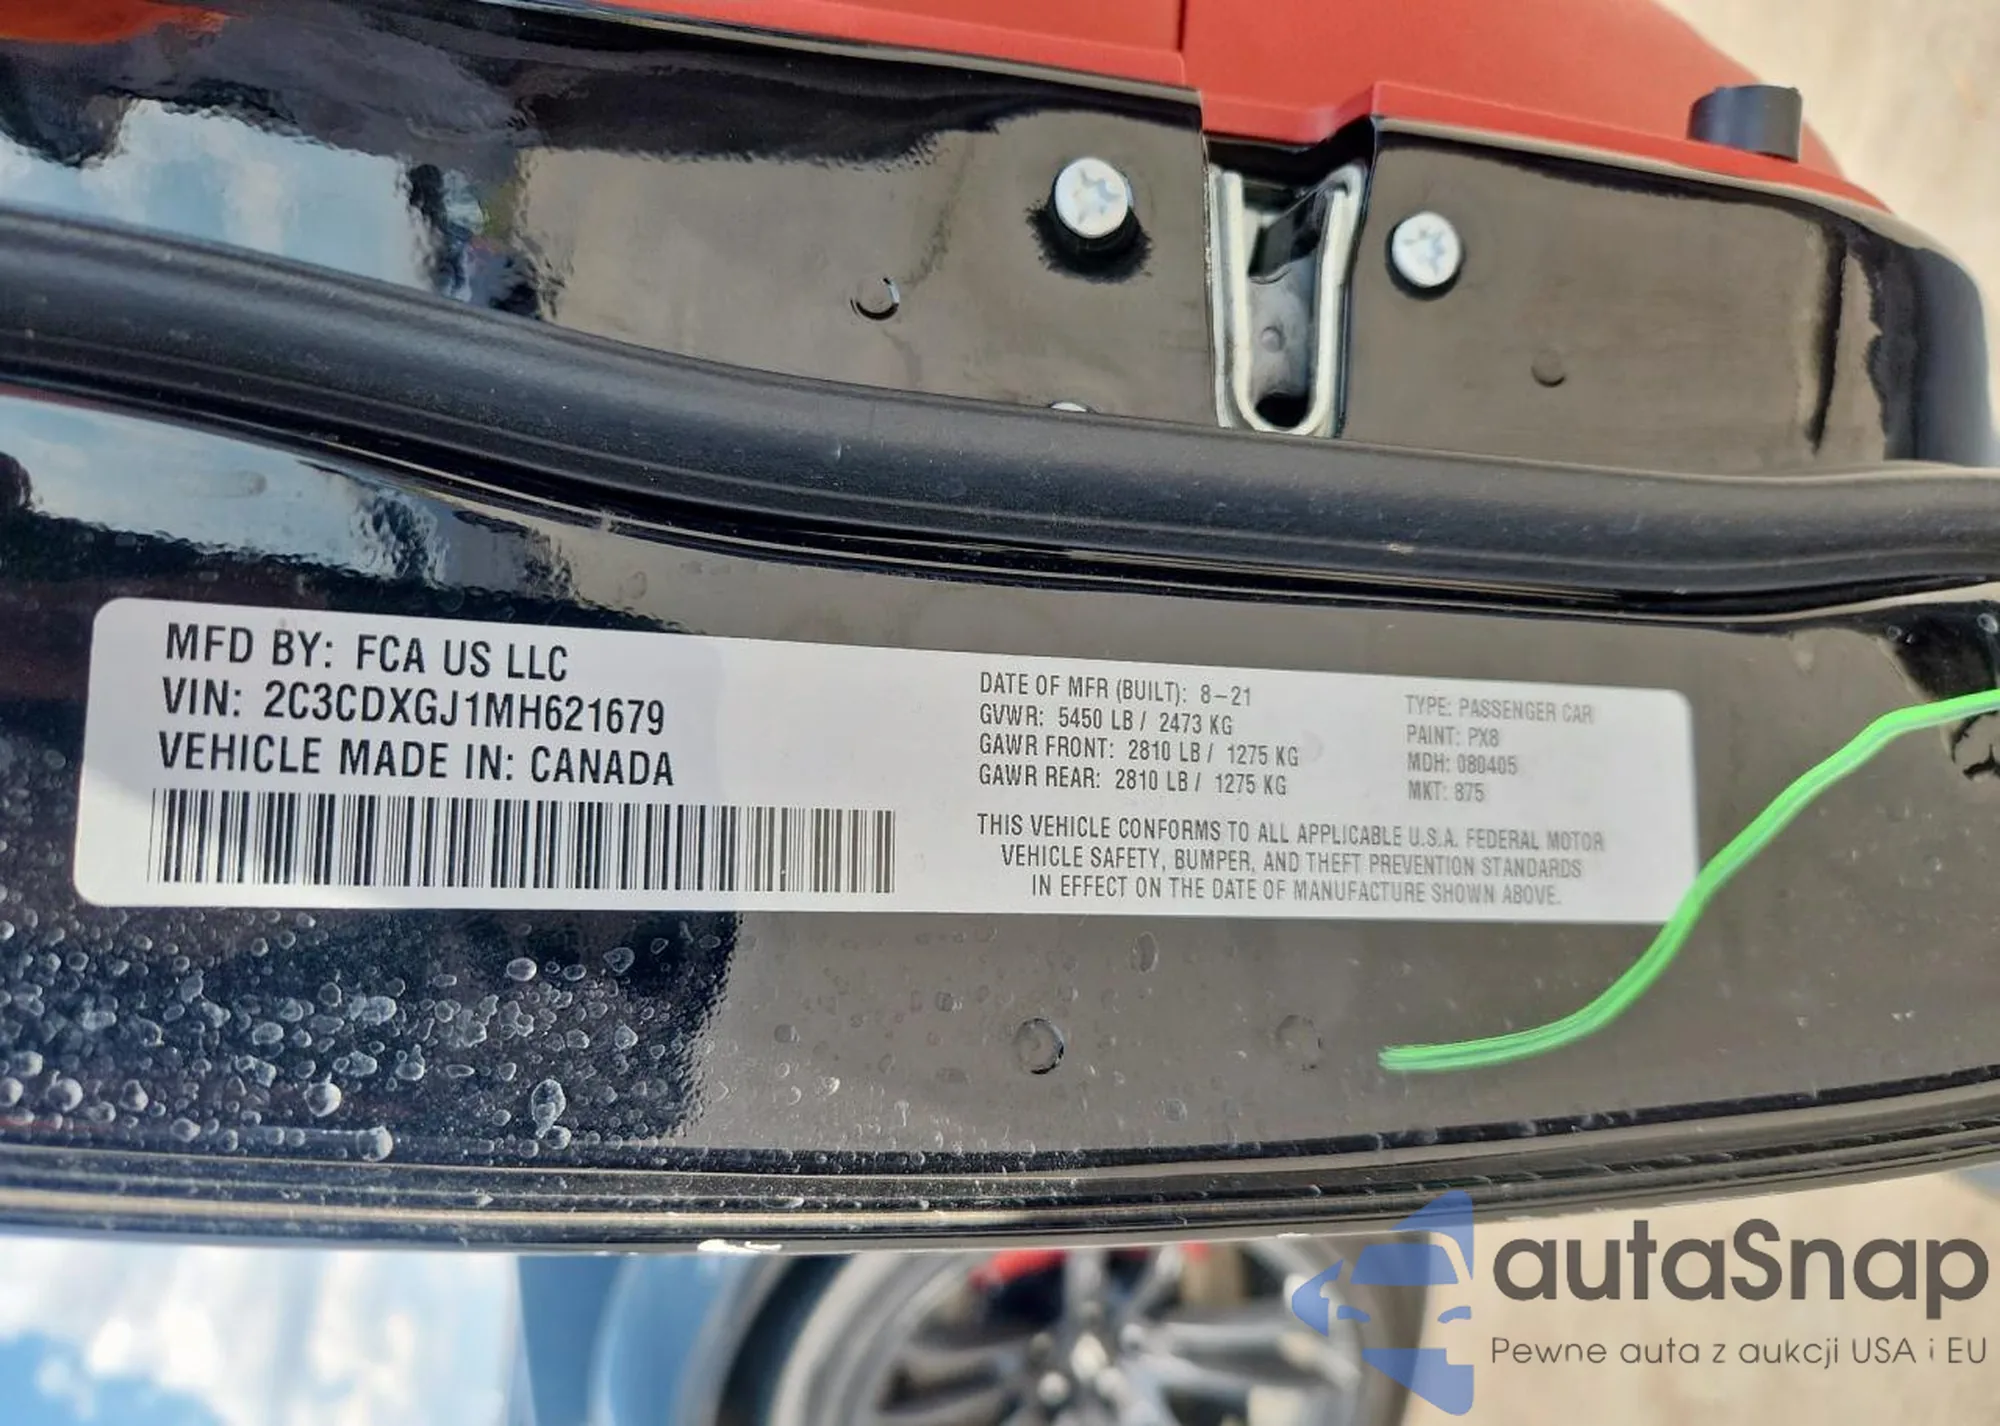 MFD BY: FCA US LLC
VIN: 2C3CDXGJ1MH621679
VEHICLE MADE IN: CANADA
DATE OF MFR (BUILT): 8-21
GVWR: 5450 LB / 2473 KG
GAWR FRONT: 2810 LB / 1275 KG
GAWR REAR: 2810 LB / 1275 KG
TYPE: PASSENGER CAR
PAINT: PX8
MDH: 080405
MKT: 875
THIS VEHICLE CONFORMS TO ALL APPLICABLE U.S.A. FEDERAL MOTOR
VEHICLE SAFETY, BUMPER, AND THEFT PREVENTION STANDARDS
IN EFFECT ON THE DATE OF MANUFACTURE SHOWN ABOVE.
autaSnap
Pewne auta z aukcji USA i EU